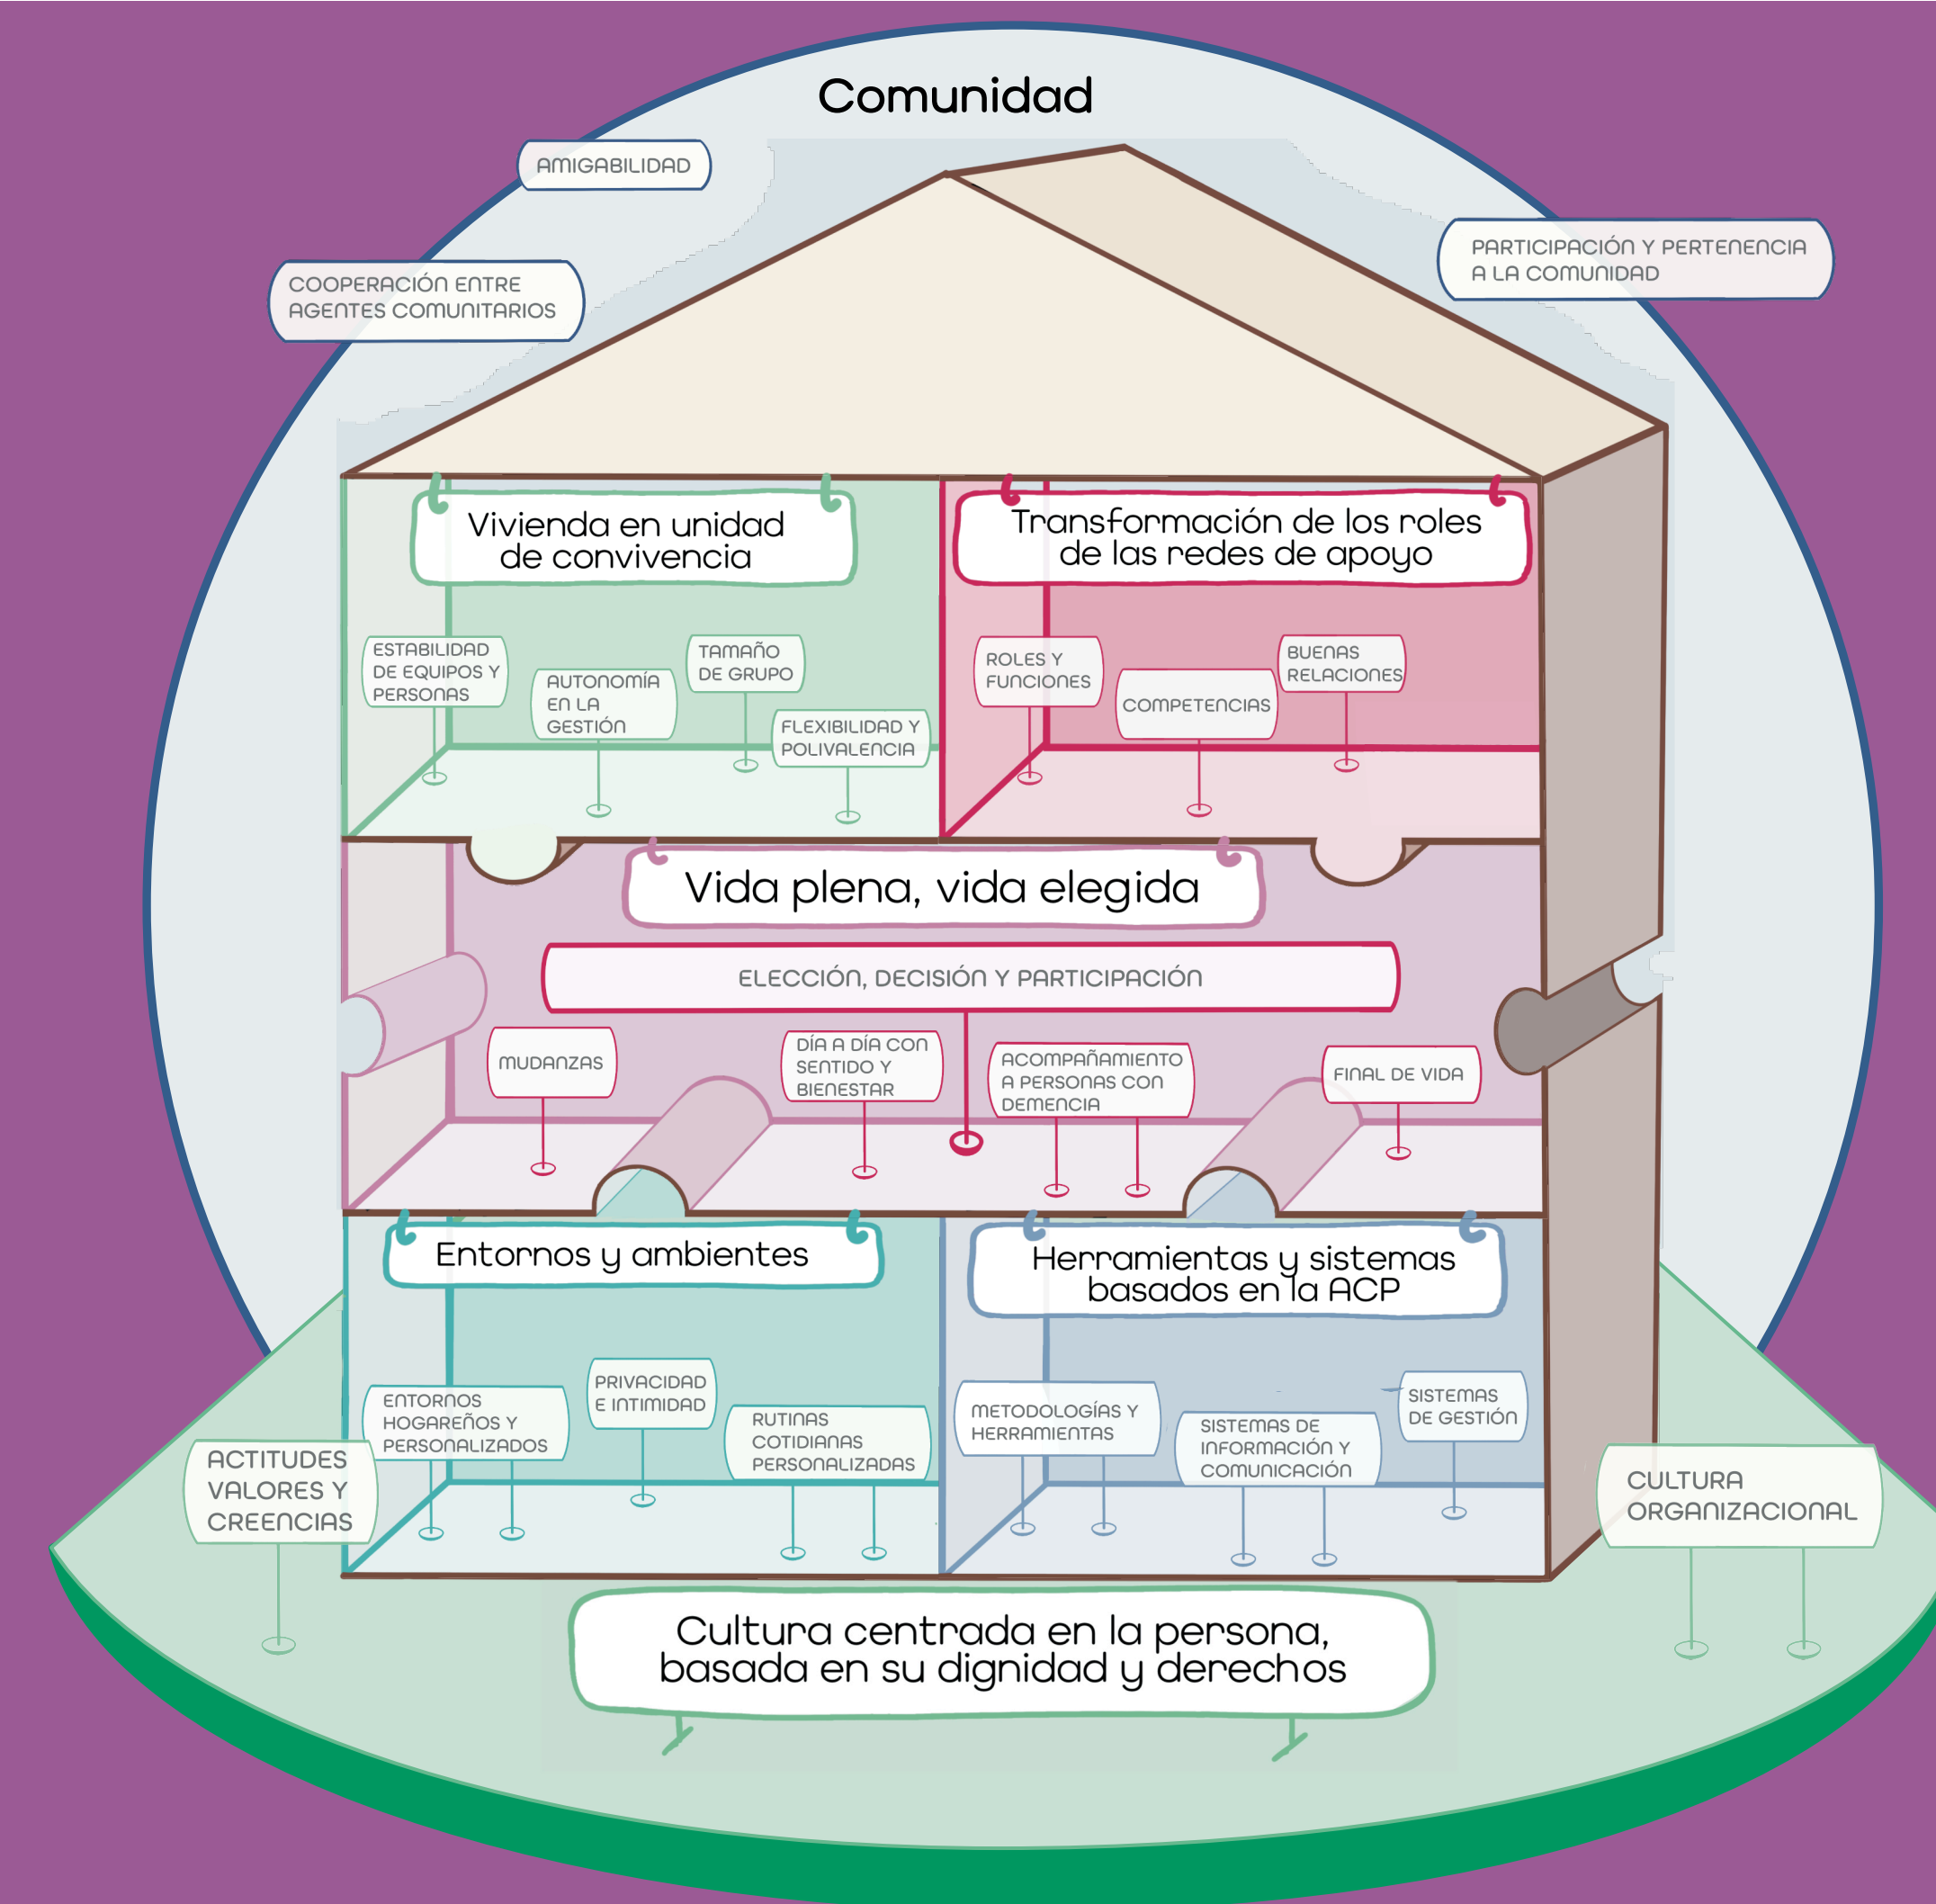 Comunidad
AMIGABILIDAD
COOPERACIÓN ENTRE
AGENTES COMUNITARIOS
PARTICIPACIÓN Y PERTENENCIA
A LA COMUNIDAD
Vivienda en unidad
de convivencia
ESTABILIDAD
DE EQUIPOS Y
PERSONAS
AUTONOMÍA
EN LA
GESTIÓN
TAMAÑO
DE GRUPO
FLEXIBILIDAD Y
POLIVALENCIA
Transformación de los roles
de las redes de apoyo
ROLES Y
FUNCIONES
COMPETENCIAS
BUENAS
RELACIONES
Vida plena, vida elegida
ELECCIÓN, DECISIÓN Y PARTICIPACIÓN
MUDANZAS
DÍA A DÍA CON
SENTIDO Y
BIENESTAR
ACOMPAÑAMIENTO
A PERSONAS CON
DEMENCIA
FINAL DE VIDA
Entornos y ambientes
ENTORNOS
HOGAREÑOS Y
PERSONALIZADOS
PRIVACIDAD
E INTIMIDAD
RUTINAS
COTIDIANAS
PERSONALIZADAS
Herramientas y sistemas
basados en la ACP
METODOLOGÍAS Y
HERRAMIENTAS
SISTEMAS DE
INFORMACIÓN Y
COMUNICACIÓN
SISTEMAS
DE GESTIÓN
ACTITUDES
VALORES Y
CREENCIAS
CULTURA
ORGANIZACIONAL
Cultura centrada en la persona,
basada en su dignidad y derechos